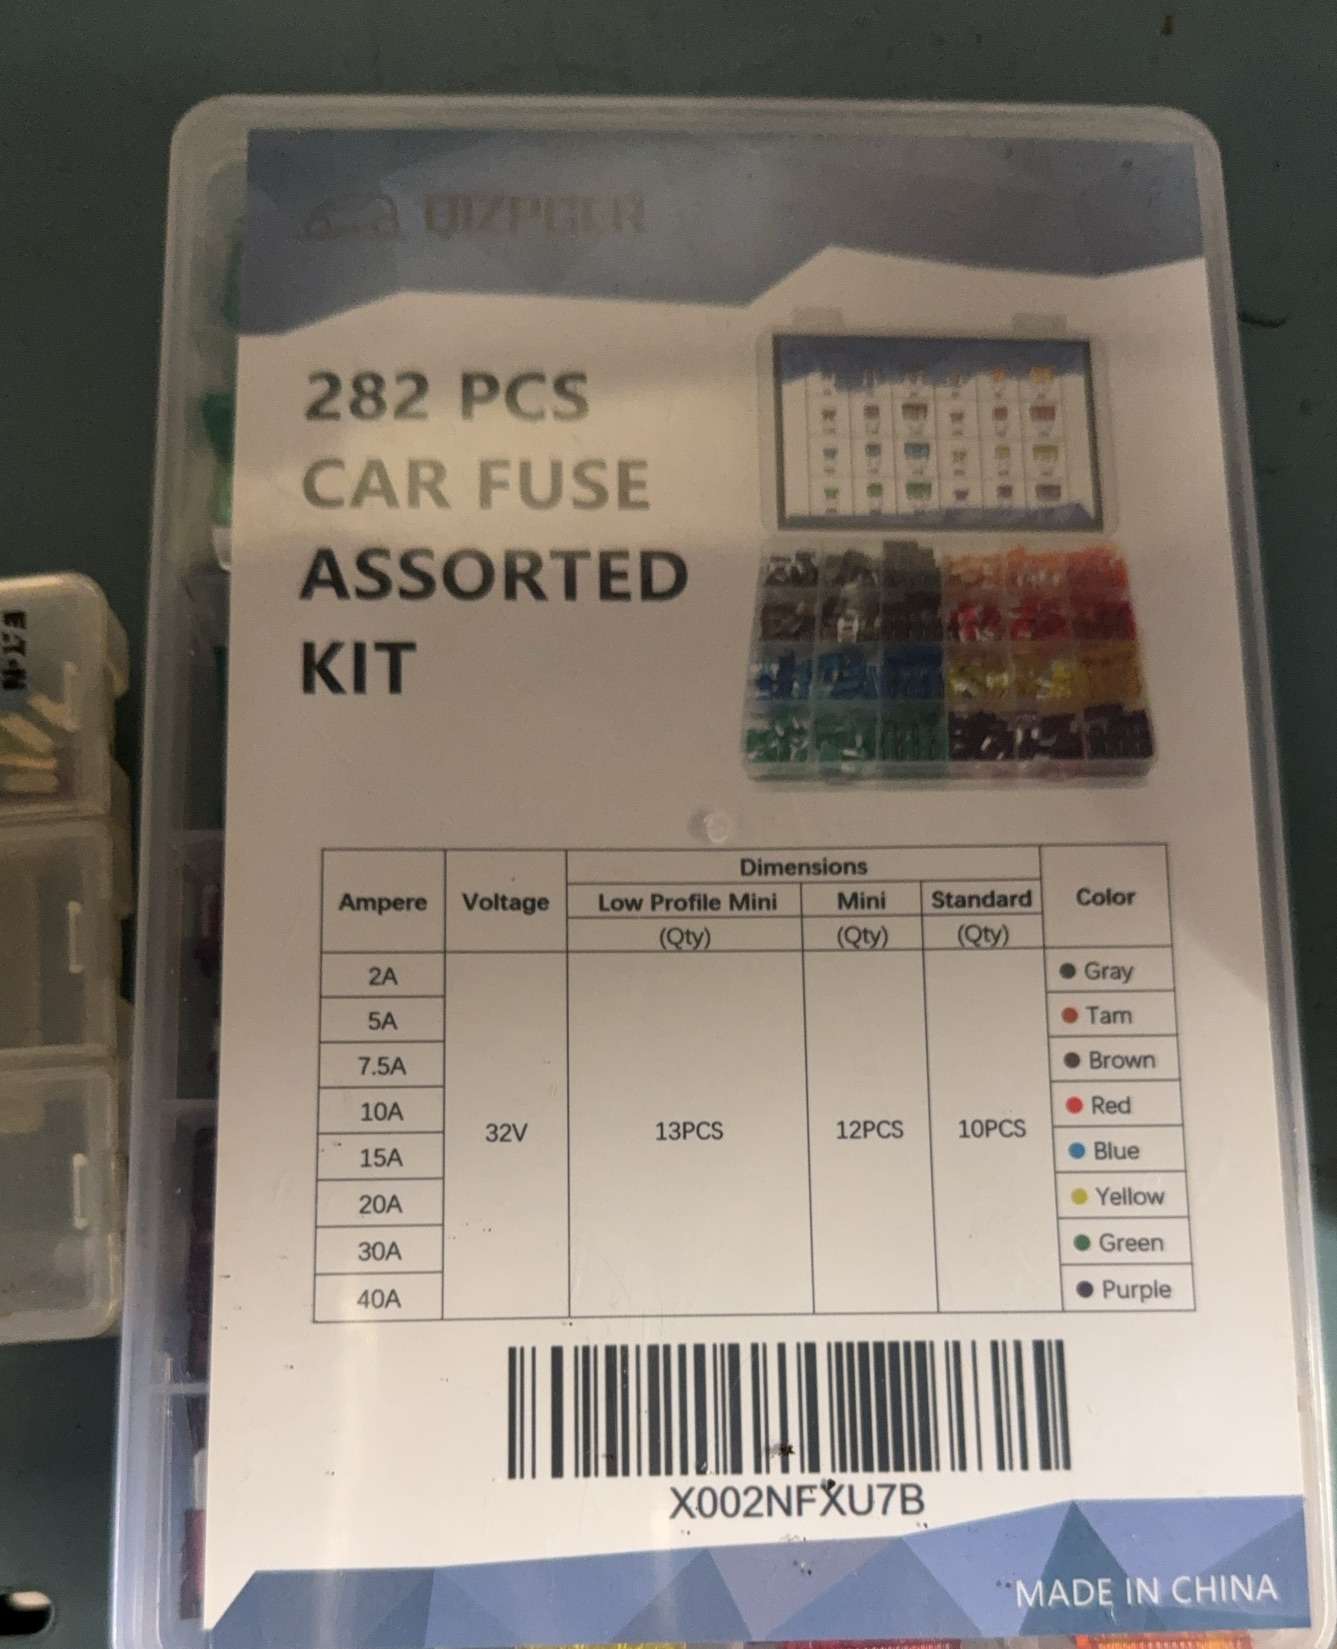 QIZPGER
282 PCS
CAR FUSE
ASSORTED
KIT
Ampere Voltage Dimensions Color
Low Profile Mini Mini Standard
(Qty) (Qty) (Qty)
2A Gray
5A Tam
7.5A Brown
10A Red
32V 13PCS 12PCS 10PCS
15A Blue
20A Yellow
30A Green
40A Purple
X002NFXU7B
MADE IN CHINA